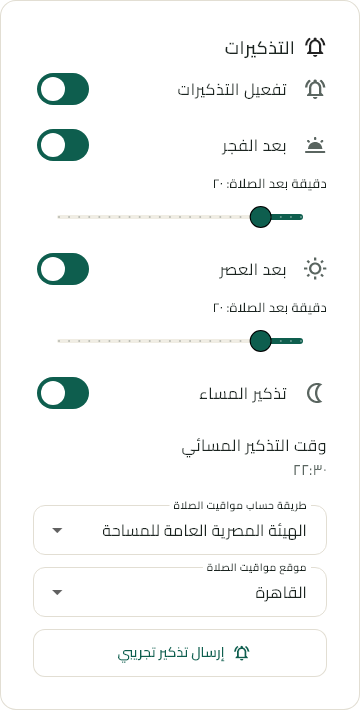 التذكيرات
تفعيل التذكيرات
بعد الفجر
دقيقة بعد الصلاة: ٢٠
بعد العصر
دقيقة بعد الصلاة: ٢٠
تذكير المساء
وقت التذكير المسائي
٢٢:٣٠
طريقة حساب مواقيت الصلاة
الهيئة المصرية العامة للمساحة
موقع مواقيت الصلاة
القاهرة
إرسال تذكير تجريبي